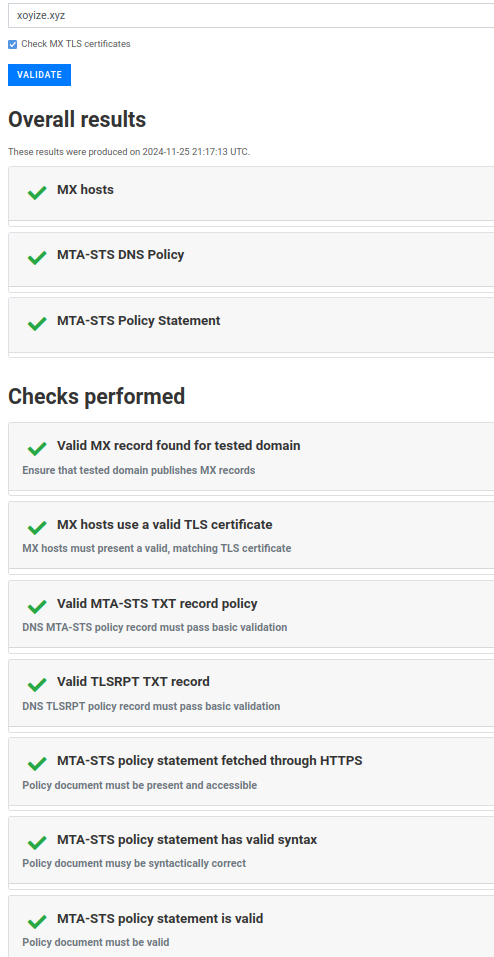 xoyize.xyz
Check MX TLS certificates
VALIDATE
Overall results
These results were produced on 2024-11-25 21:17:13 UTC.
MX hosts
MTA-STS DNS Policy
MTA-STS Policy Statement
Checks performed
Valid MX record found for tested domain
Ensure that tested domain publishes MX records
MX hosts use a valid TLS certificate
MX hosts must present a valid, matching TLS certificate
Valid MTA-STS TXT record policy
DNS MTA-STS policy record must pass basic validation
Valid TLSRPT TXT record
DNS TLSRPT policy record must pass basic validation
MTA-STS policy statement fetched through HTTPS
Policy document must be present and accessible
MTA-STS policy statement has valid syntax
Policy document musy be syntactically correct
MTA-STS policy statement is valid
Policy document must be valid